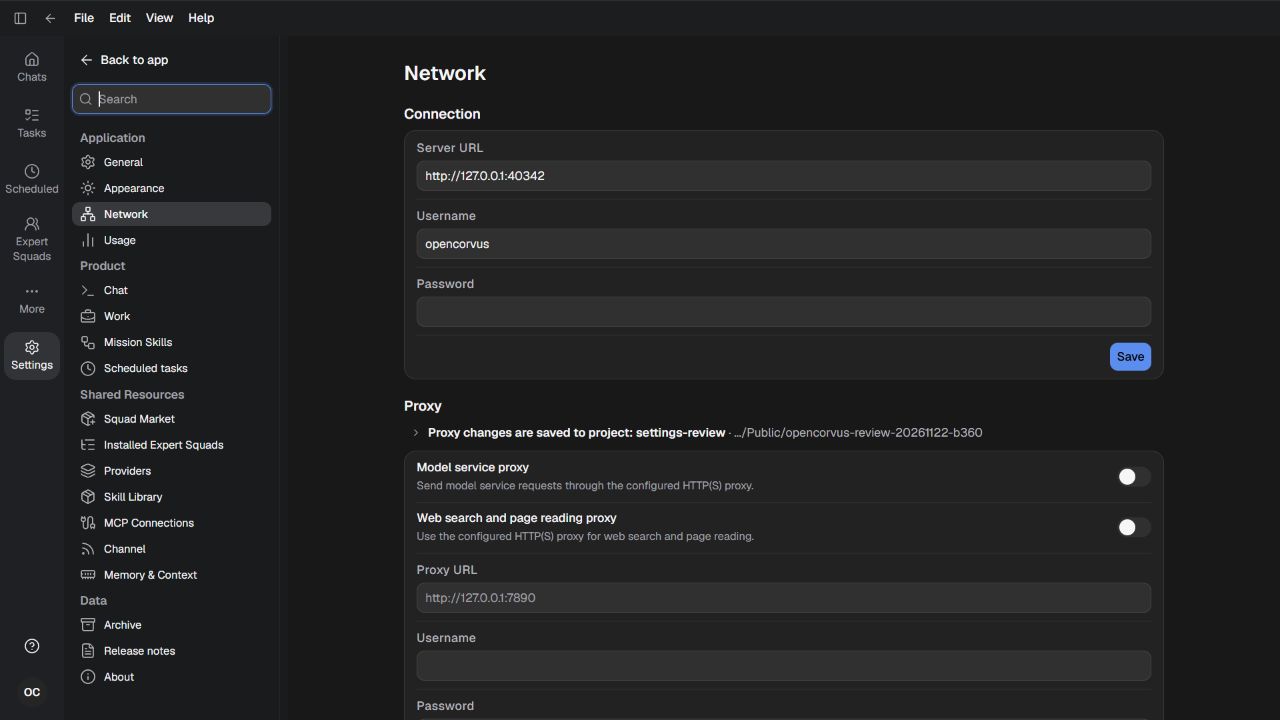 File Edit View Help
Chats
Tasks
Scheduled
Expert
Squads
More
Settings
OC
Back to app
Search
Application
General
Appearance
Network
Usage
Product
Chat
Work
Mission Skills
Scheduled tasks
Shared Resources
Squad Market
Installed Expert Squads
Providers
Skill Library
MCP Connections
Channel
Memory & Context
Data
Archive
Release notes
About
Network
Connection
Server URL
http://127.0.0.1:40342
Username
opencorvus
Password
Save
Proxy
Proxy changes are saved to project: settings-review · .../Public/opencorvus-review-20261122-b360
Model service proxy
Send model service requests through the configured HTTP(S) proxy.
Web search and page reading proxy
Use the configured HTTP(S) proxy for web search and page reading.
Proxy URL
http://127.0.0.1:7890
Username
Password